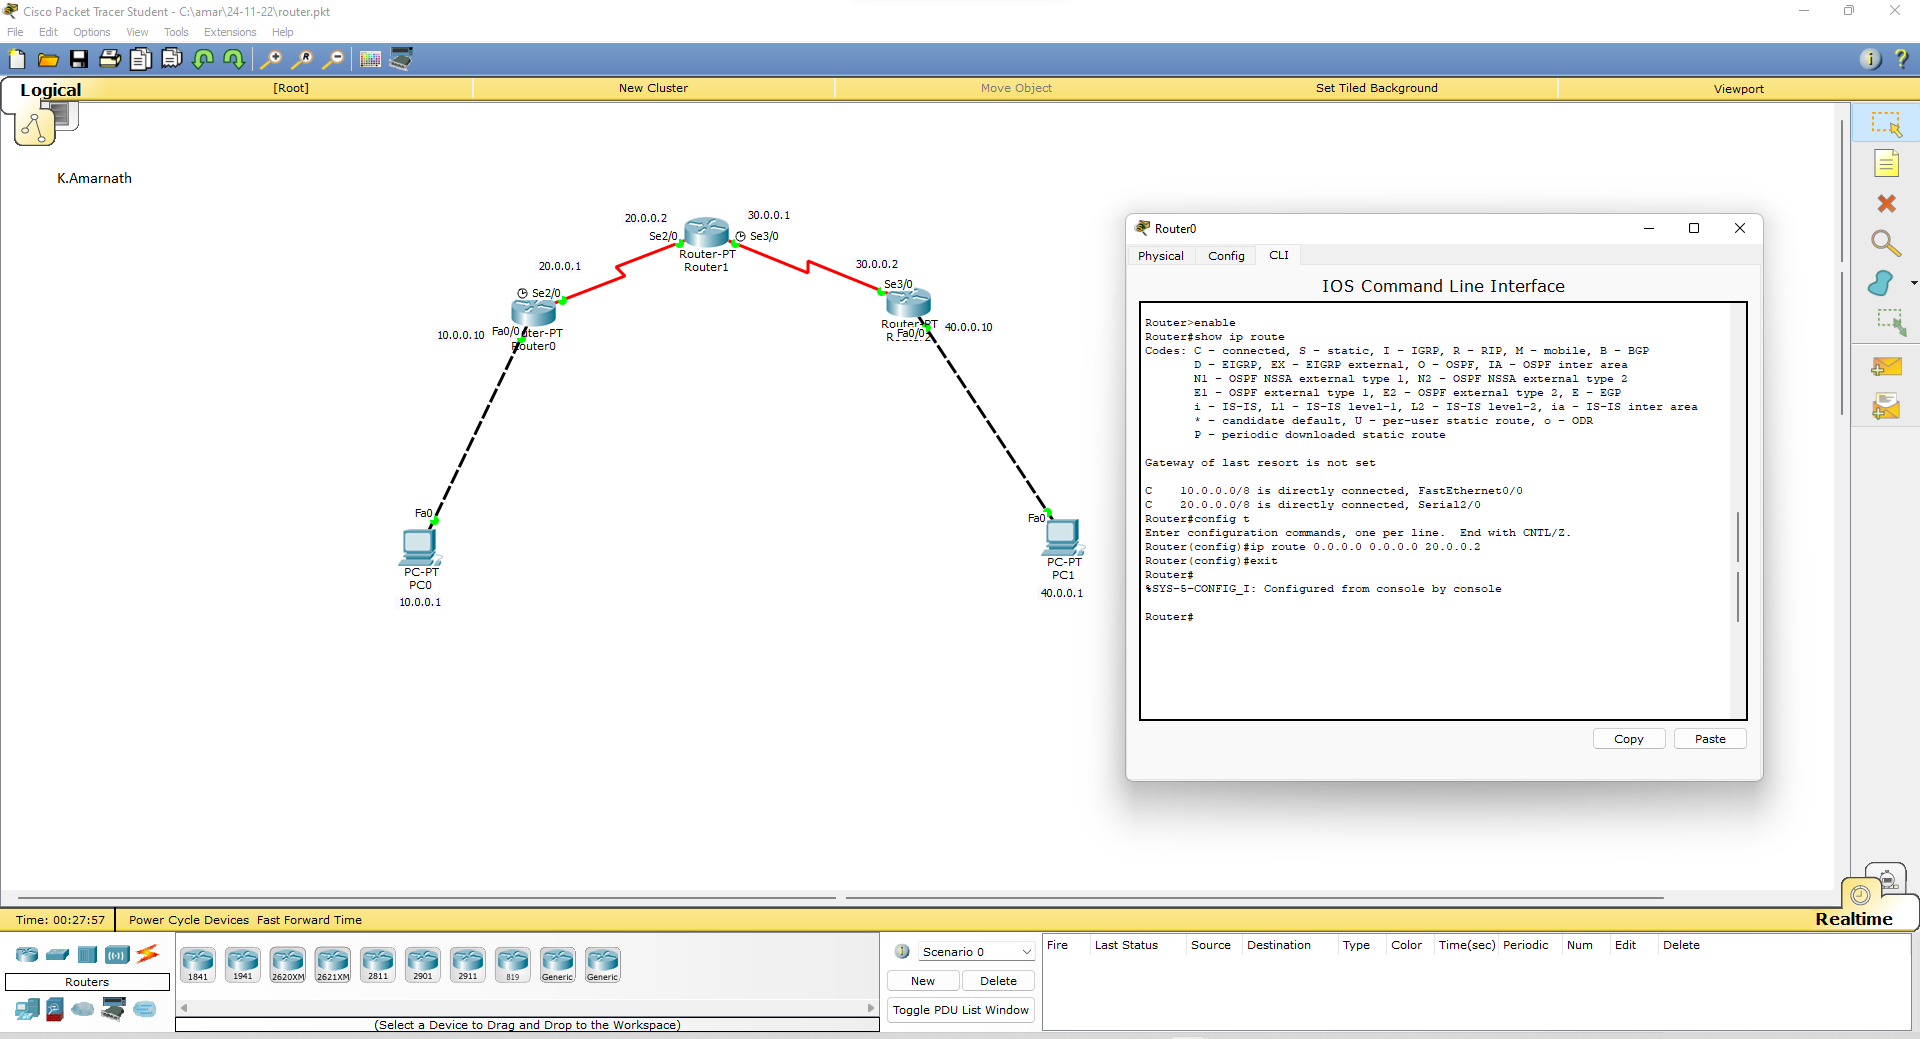 Cisco Packet Tracer Student - C:\amar\24-11-22\router.pkt
File Edit Options View Tools Extensions Help
Logical [Root] New Cluster Move Object Set Tiled Background Viewport
K.Amarnath
20.0.0.2 30.0.0.1
Se2/0 Se3/0
Router-PT
Router1
20.0.0.1
30.0.0.2
Se2/0
Se3/0
10.0.0.10 Fa0/0
uter-PT
Router0
Router-PT
Fa0/0
40.0.0.10
Fa0
PC-PT
PC0
10.0.0.1
Fa0
PC-PT
PC1
40.0.0.1
Router0
Physical Config CLI
IOS Command Line Interface
Router>enable
Router#show ip route
Codes: C - connected, S - static, I - IGRP, R - RIP, M - mobile, B - BGP
D - EIGRP, EX - EIGRP external, O - OSPF, IA - OSPF inter area
N1 - OSPF NSSA external type 1, N2 - OSPF NSSA external type 2
E1 - OSPF external type 1, E2 - OSPF external type 2, E - EGP
i - IS-IS, L1 - IS-IS level-1, L2 - IS-IS level-2, ia - IS-IS inter area
* - candidate default, U - per-user static route, o - ODR
P - periodic downloaded static route
Gateway of last resort is not set
C 10.0.0.0/8 is directly connected, FastEthernet0/0
C 20.0.0.0/8 is directly connected, Serial2/0
Router#config t
Enter configuration commands, one per line. End with CNTL/Z.
Router(config)#ip route 0.0.0.0 0.0.0.0 20.0.0.2
Router(config)#exit
Router#
%SYS-5-CONFIG_I: Configured from console by console
Router#
Copy Paste
Time: 00:27:57 Power Cycle Devices Fast Forward Time
Realtime
Routers
1841 1941 2620XM 2621XM 2811 2901 2911 819 Generic Generic
(Select a Device to Drag and Drop to the Workspace)
Scenario 0
New Delete
Toggle PDU List Window
Fire Last Status Source Destination Type Color Time(sec) Periodic Num Edit Delete